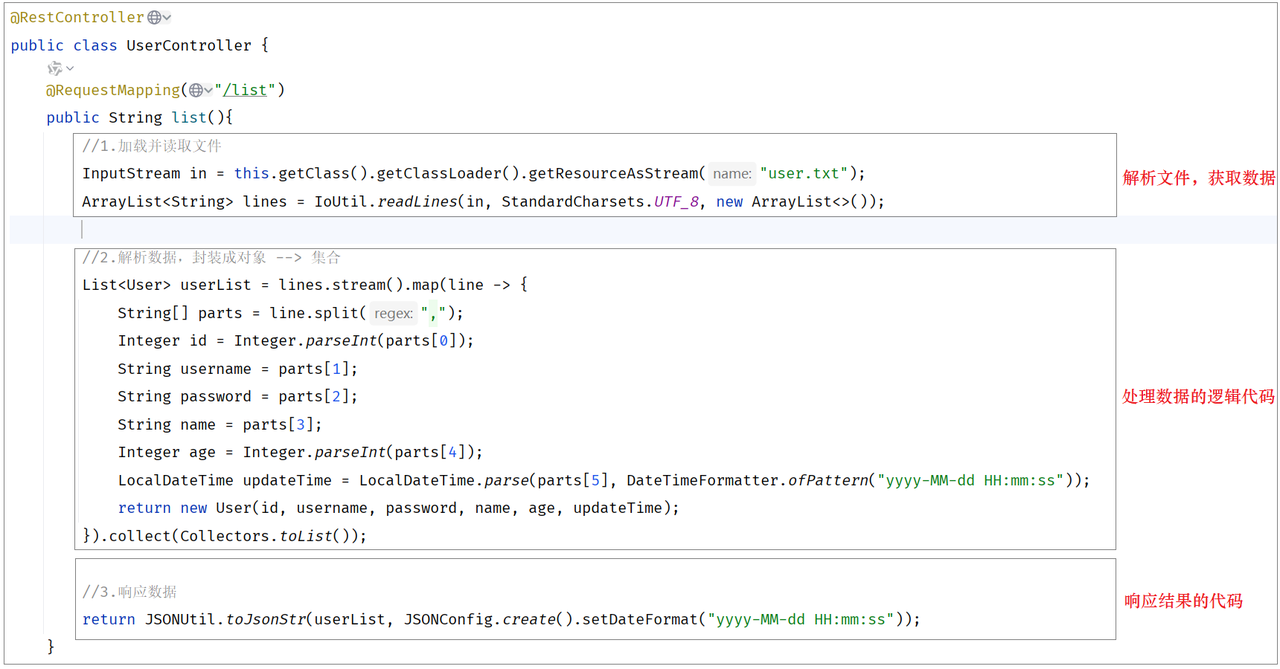 @RestController
public class UserController {
@RequestMapping("/list")
public String list(){
//1.加载并读取文件
InputStream in = this.getClass().getClassLoader().getResourceAsStream( name: "user.txt");
ArrayList<String> lines = IoUtil.readLines(in, StandardCharsets.UTF_8, new ArrayList<>());
解析文件，获取数据
//2.解析数据，封装成对象 --> 集合
List<User> userList = lines.stream().map(line -> {
String[] parts = line.split( regex: ",");
Integer id = Integer.parseInt(parts[0]);
String username = parts[1];
String password = parts[2];
String name = parts[3];
Integer age = Integer.parseInt(parts[4]);
LocalDateTime updateTime = LocalDateTime.parse(parts[5], DateTimeFormatter.ofPattern("yyyy-MM-dd HH:mm:ss"));
return new User(id, username, password, name, age, updateTime);
}).collect(Collectors.toList());
处理数据的逻辑代码
//3.响应数据
return JSONUtil.toJsonStr(userList, JSONConfig.create().setDateFormat("yyyy-MM-dd HH:mm:ss"));
响应结果的代码
}